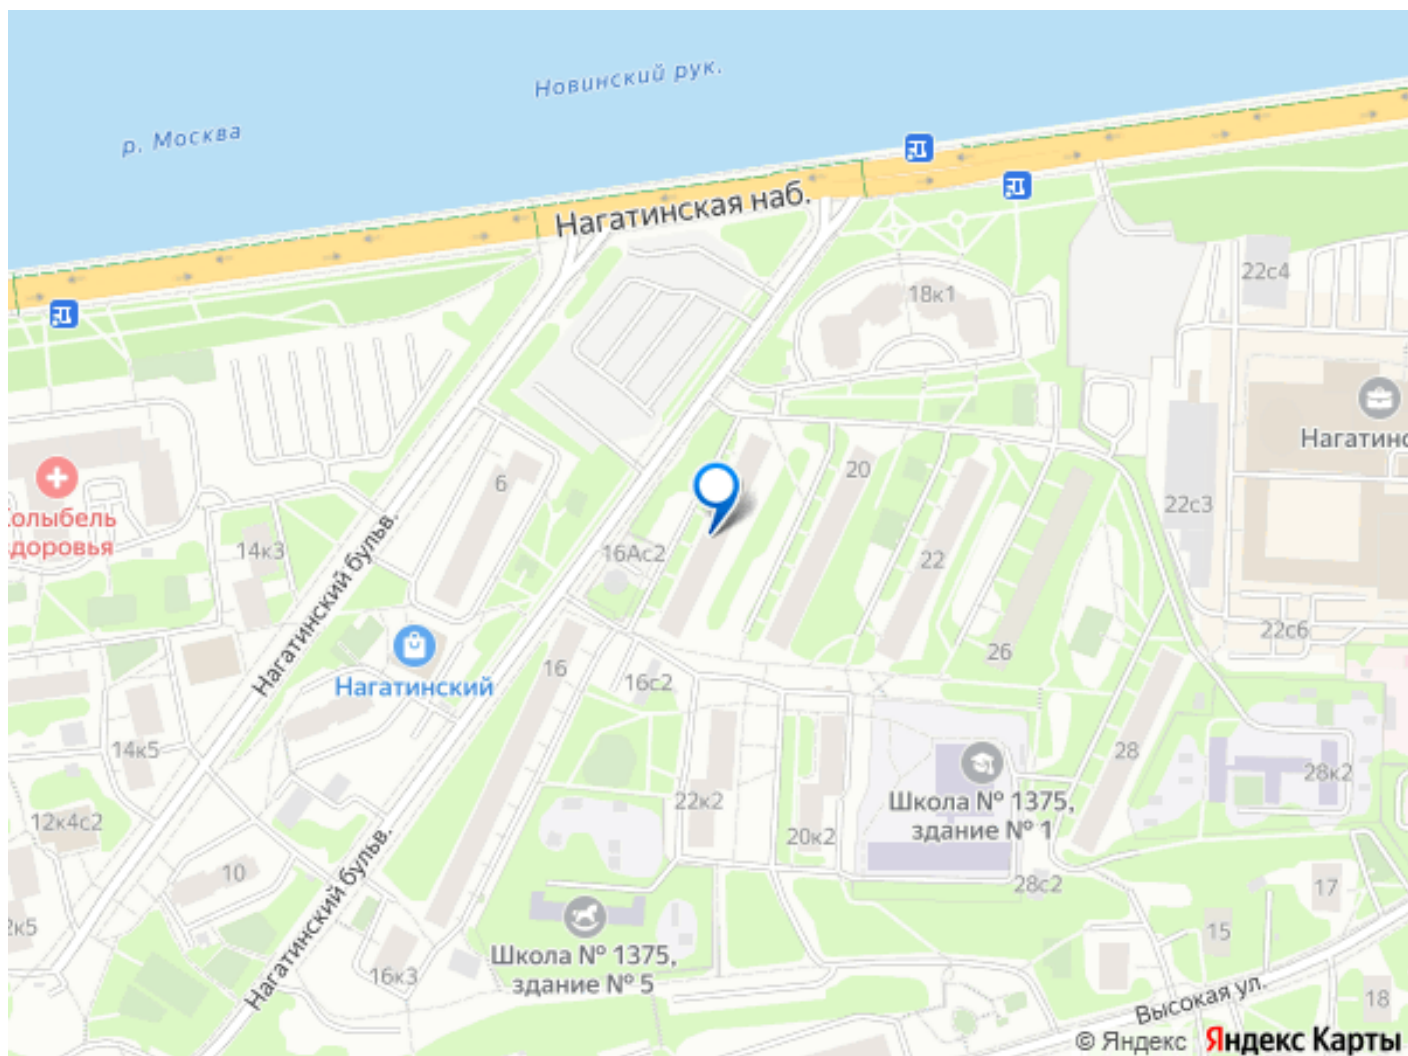 Новинский рук.
р. Москва
Нагатинская наб.
22с4
18к1
Нагатинс
20
6
22с3
Колыбель
здоровья
14к3
16Ас2
22
Нагатинский бульв.
22с6
16
26
16с2
Нагатинский
14к5
28
28к2
22к2
Школа № 1375,
здание № 1
12к4с2
20к2
10
28с2
17
Нагатинский бульв.
2к5
15
Школа № 1375,
здание № 5
16к3
Высокая ул.
18
© Яндекс Яндекс Карты